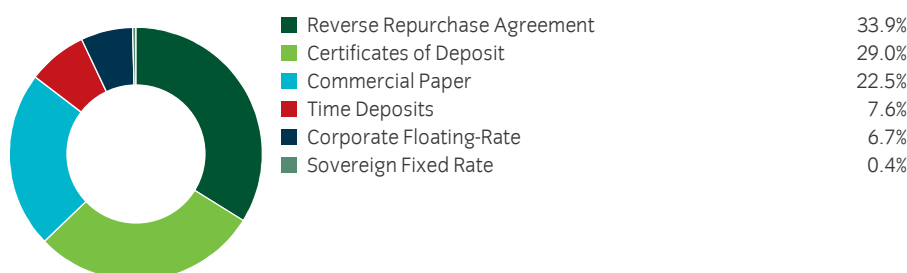 Reverse Repurchase Agreement 33.9%
Certificates of Deposit 29.0%
Commercial Paper 22.5%
Time Deposits 7.6%
Corporate Floating-Rate 6.7%
Sovereign Fixed Rate 0.4%